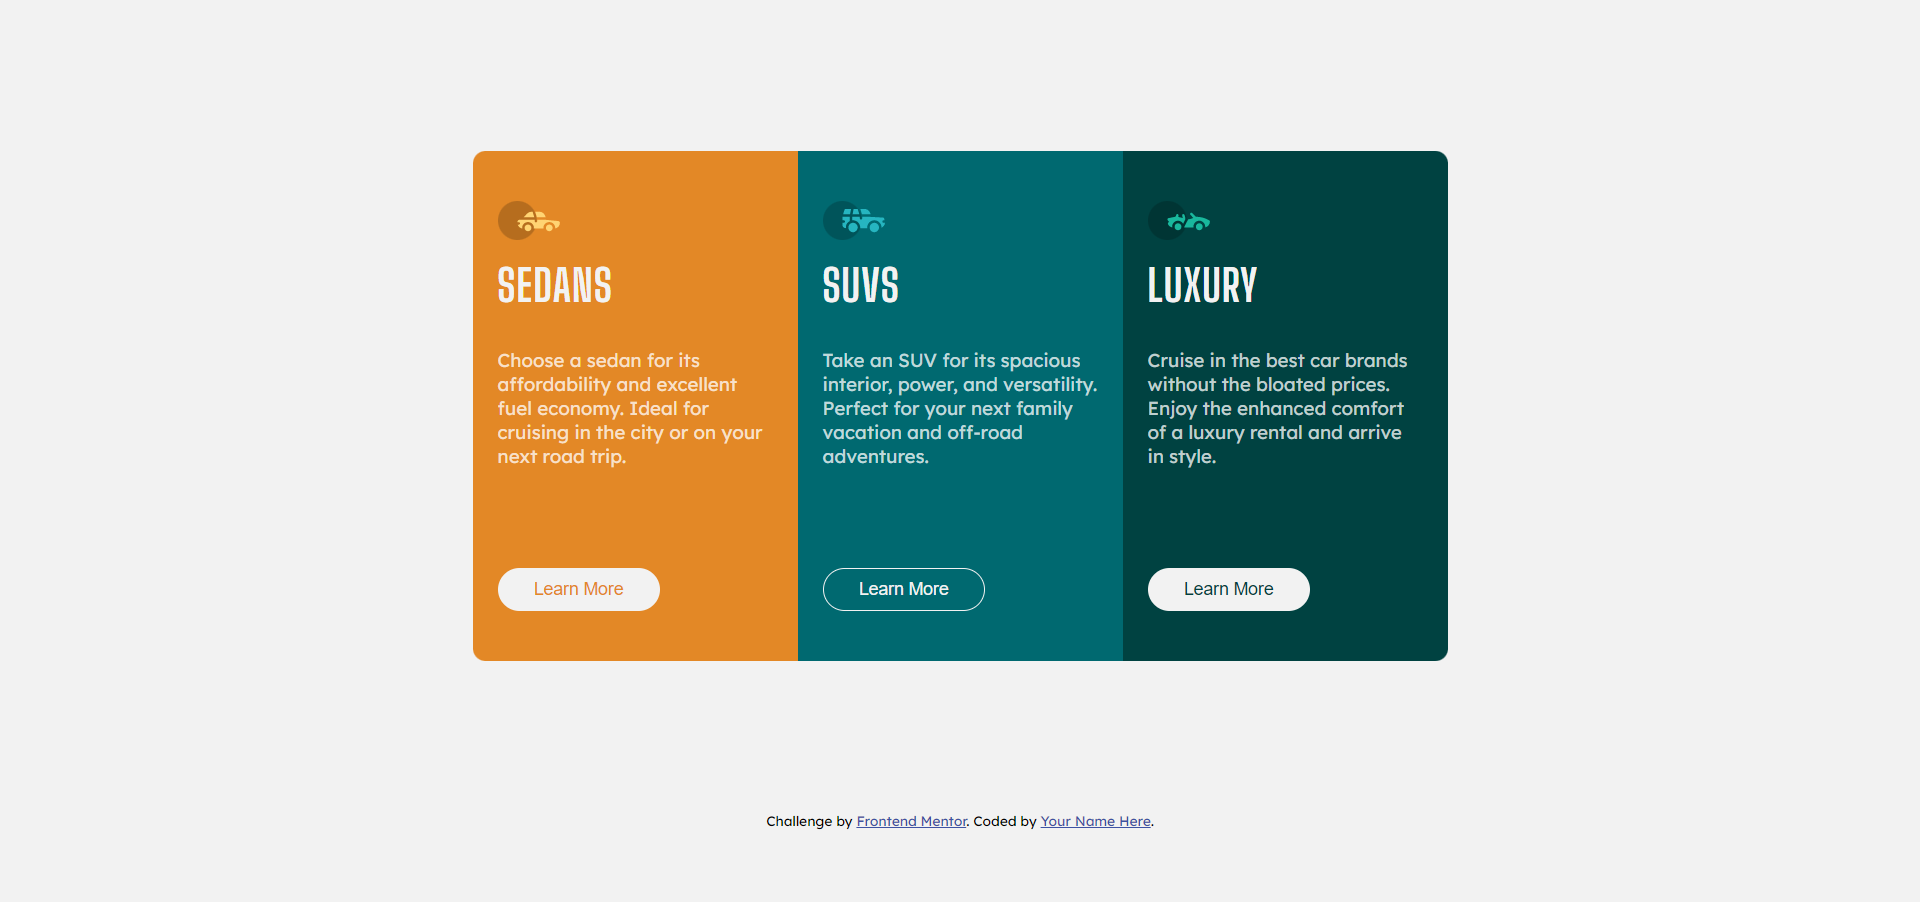 SEDANS
Choose a sedan for its
affordability and excellent
fuel economy. Ideal for
cruising in the city or on your
next road trip.
Learn More
SUVS
Take an SUV for its spacious
interior, power, and versatility.
Perfect for your next family
vacation and off-road
adventures.
Learn More
LUXURY
Cruise in the best car brands
without the bloated prices.
Enjoy the enhanced comfort
of a luxury rental and arrive
in style.
Learn More
Challenge by Frontend Mentor. Coded by Your Name Here.